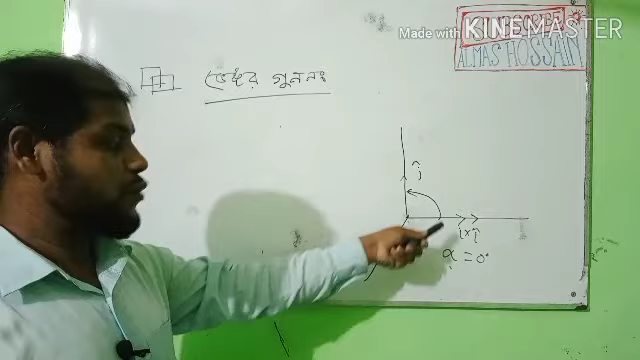 Made with KINEMASTER
ALMAS HOSSAIN
ভেক্টর গুননঃ
ĵ
î × î
α = 0°